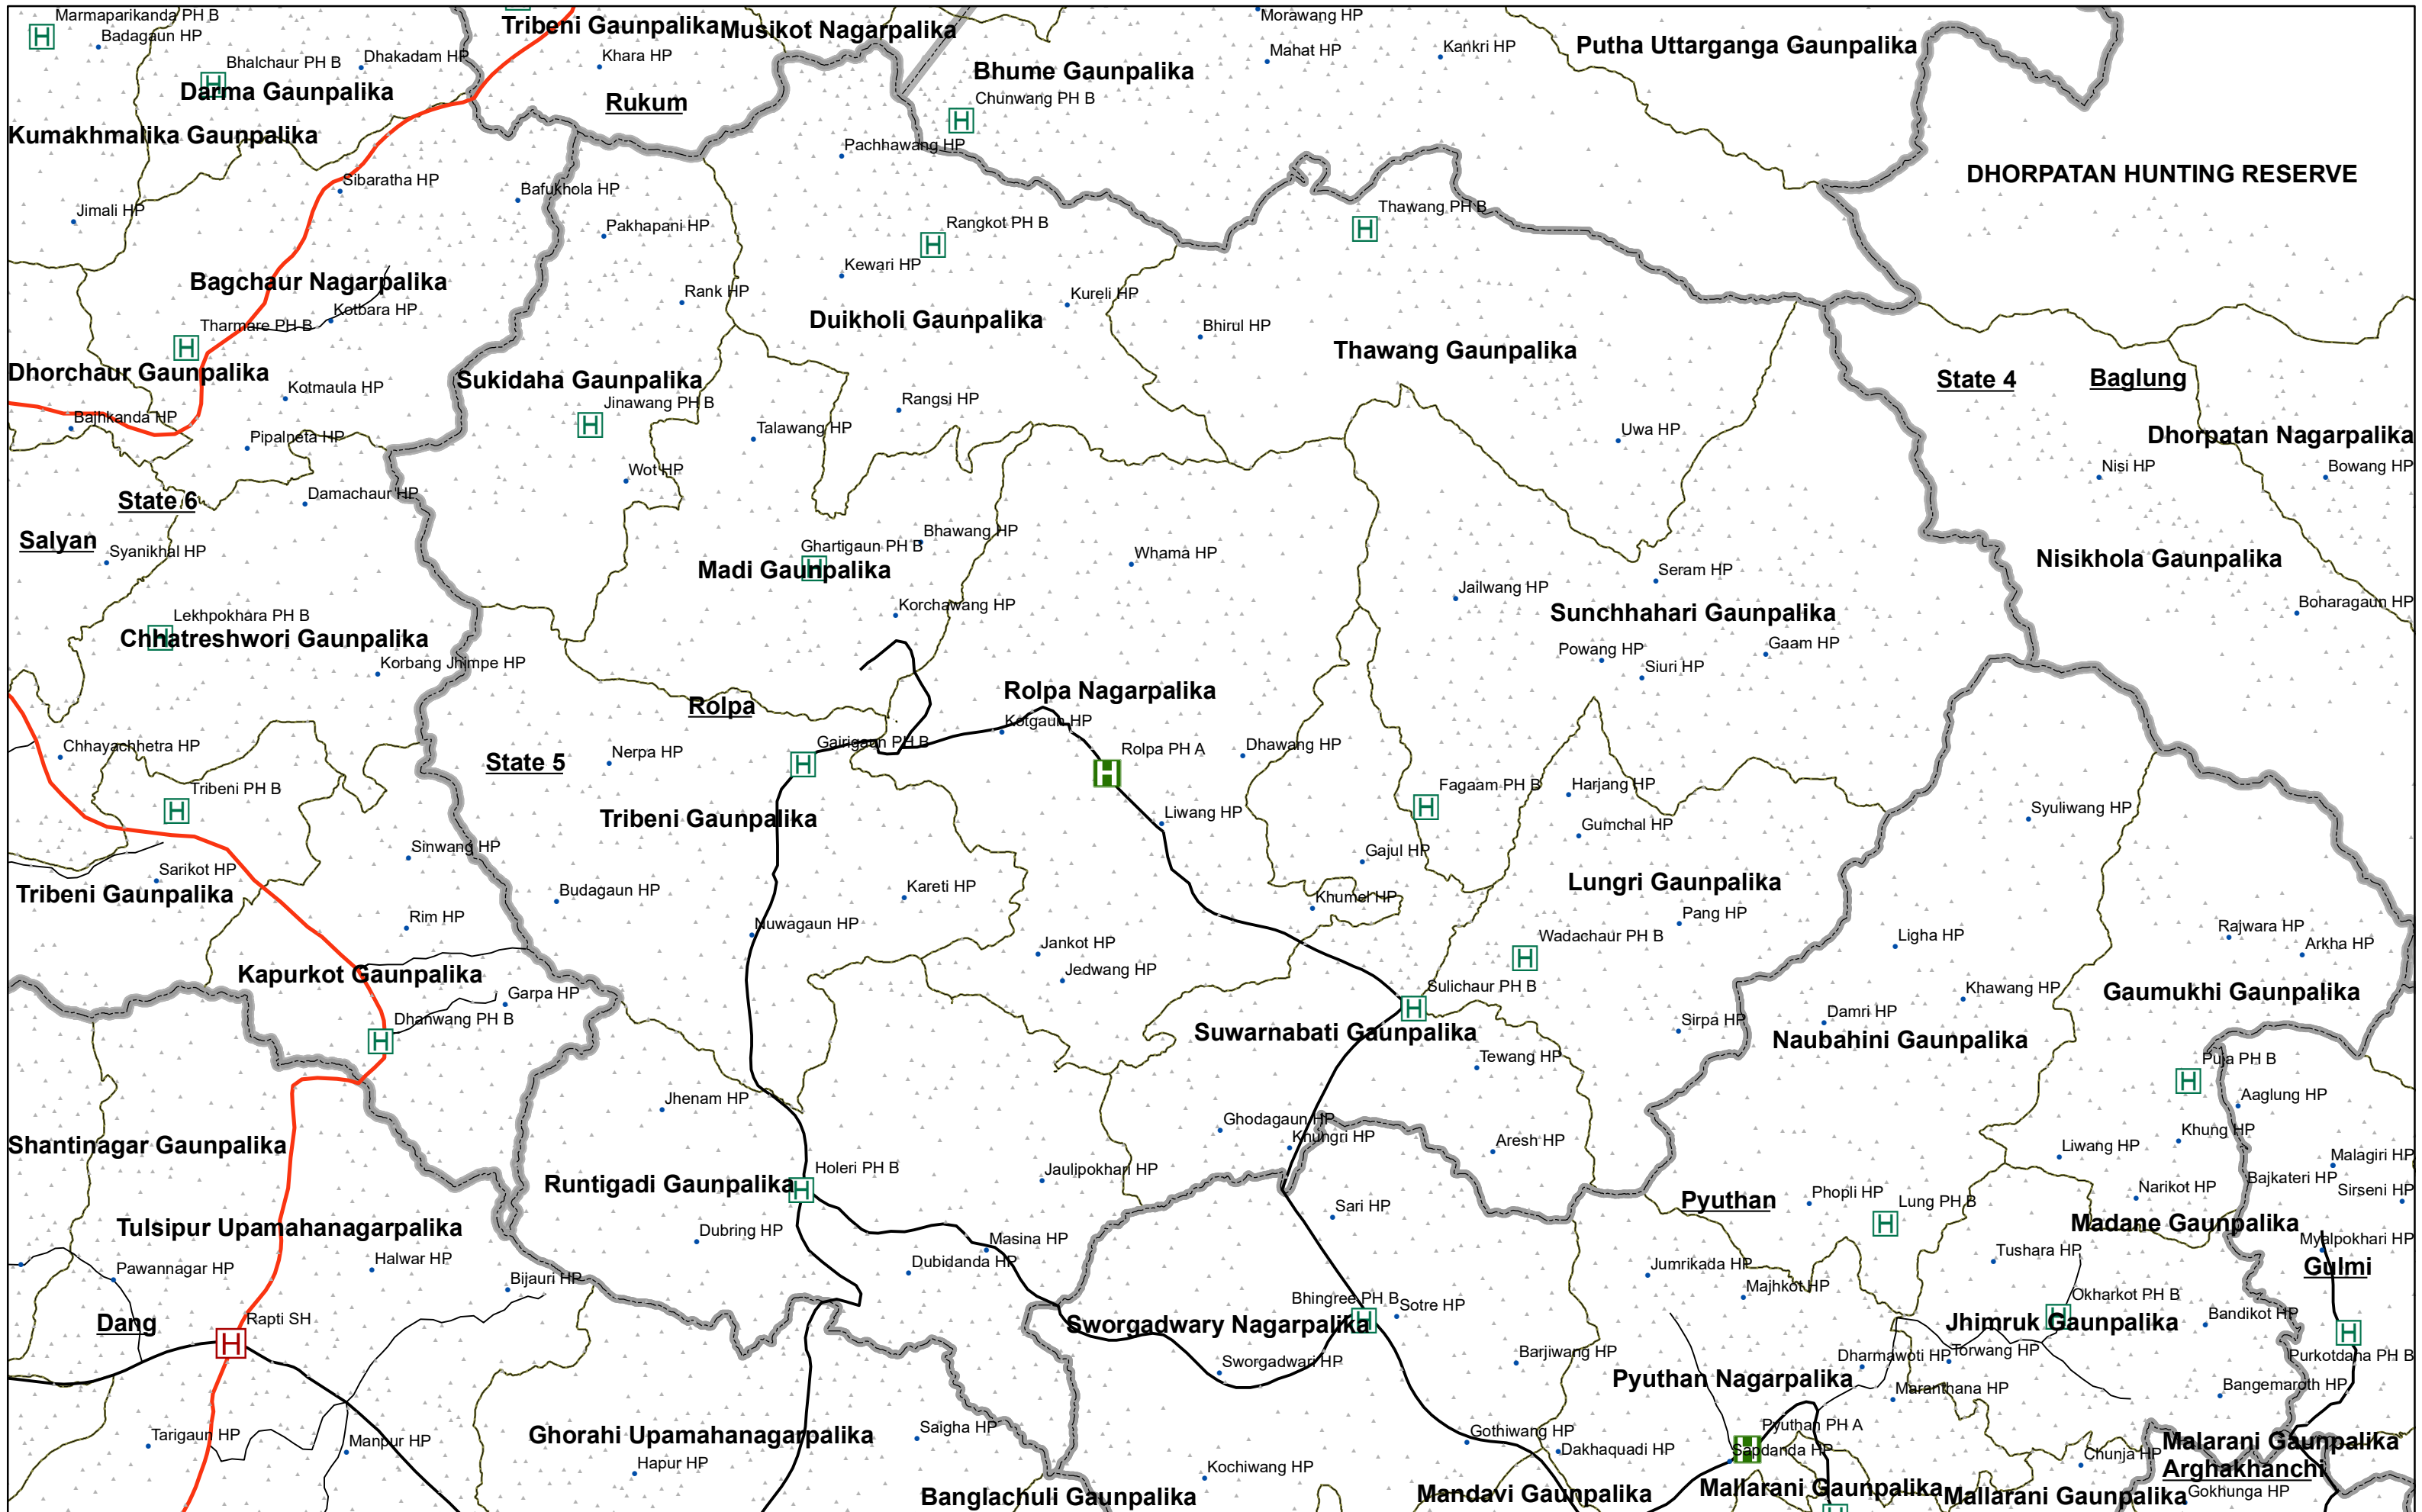 Marmaparikanda PH B
Badagaun HP
Bhalchaur PH B
Dhakadam HP
Darma Gaunpalika
Tribeni Gaunpalika
Musikot Nagarpalika
Khara HP
Rukum
Bhume Gaunpalika
Chunwang PH B
Morawang HP
Mahat HP
Kankri HP
Putha Uttarganga Gaunpalika
Kumakhmalika Gaunpalika
Pachhawang HP
DHORPATAN HUNTING RESERVE
Sibaratha HP
Bafukhola HP
Jimali HP
Pakhapani HP
Rangkot PH B
Thawang PH B
Kewari HP
Bagchaur Nagarpalika
Rank HP
Kureli HP
Kotbara HP
Tharmare PH B
Duikholi Gaunpalika
Bhirul HP
Thawang Gaunpalika
Dhorchaur Gaunpalika
Kotmaula HP
Sukidaha Gaunpalika
Jinawang PH B
State 4
Baglung
Bajhkanda HP
Pipalneta HP
Rangsi HP
Talawang HP
Uwa HP
Dhorpatan Nagarpalika
Nisi HP
Bowang HP
Wot HP
State 6
Damachaur HP
Salyan
Syanikhal HP
Bhawang HP
Ghartigaun PH B
Madi Gaunpalika
Whama HP
Nisikhola Gaunpalika
Seram HP
Jailwang HP
Korchawang HP
Sunchhahari Gaunpalika
Boharagaun HP
Lekhpokhara PH B
Chhatreshwori Gaunpalika
Korbang Jhimpe HP
Powang HP
Siuri HP
Gaam HP
Rolpa Nagarpalika
Rolpa
Kotgaun HP
Chhayachhetra HP
State 5
Nerpa HP
Gairigaun PH B
Rolpa PH A
Dhawang HP
Tribeni PH B
Fagaam PH B
Harjang HP
Syuliwang HP
Tribeni Gaunpalika
Liwang HP
Gumchal HP
Sinwang HP
Gajul HP
Sarikot HP
Tribeni Gaunpalika
Budagaun HP
Kareti HP
Khumel HP
Lungri Gaunpalika
Pang HP
Rim HP
Nuwagaun HP
Jankot HP
Wadachaur PH B
Ligha HP
Rajwara HP
Arkha HP
Kapurkot Gaunpalika
Jedwang HP
Garpa HP
Sulichaur PH B
Khawang HP
Gaumukhi Gaunpalika
Dhanwang PH B
Suwarnabati Gaunpalika
Sirpa HP
Damri HP
Naubahini Gaunpalika
Tewang HP
Puja PH B
Jhenam HP
Aaglung HP
Shantinagar Gaunpalika
Ghodagaun HP
Khungri HP
Aresh HP
Khung HP
Liwang HP
Malagiri HP
Holeri PH B
Jaulipokhari HP
Runtigadi Gaunpalika
Bajkateri HP
Sirseni HP
Narikot HP
Pyuthan
Phopli HP
Lung PH B
Sari HP
Tulsipur Upamahanagarpalika
Dubring HP
Masina HP
Madane Gaunpalika
Myalpokhari HP
Halwar HP
Pawannagar HP
Dubidanda HP
Tushara HP
Gulmi
Bijauri HP
Jumrikada HP
Majhkot HP
Okharkot PH B
Bhingree PH B
Sotre HP
Bandikot HP
Dang
Rapti SH
Sworgadwary Nagarpalika
Jhimruk Gaunpalika
Sworgadwari HP
Barjiwang HP
Dharmawoti HP
Torwang HP
Purkotdaha PH B
Pyuthan Nagarpalika
Maranthana HP
Bangemaroth HP
Tarigaun HP
Manpur HP
Ghorahi Upamahanagarpalika
Saigha HP
Gothiwang HP
Dakhaquadi HP
Pyuthan PH A
Sapdanda HP
Malarani Gaunpalika
Chunja HP
Arghakhanchi
Hapur HP
Kochiwang HP
Banglachuli Gaunpalika
Mandavi Gaunpalika
Mallarani Gaunpalika
Mallarani Gaunpalika
Gokhunga HP